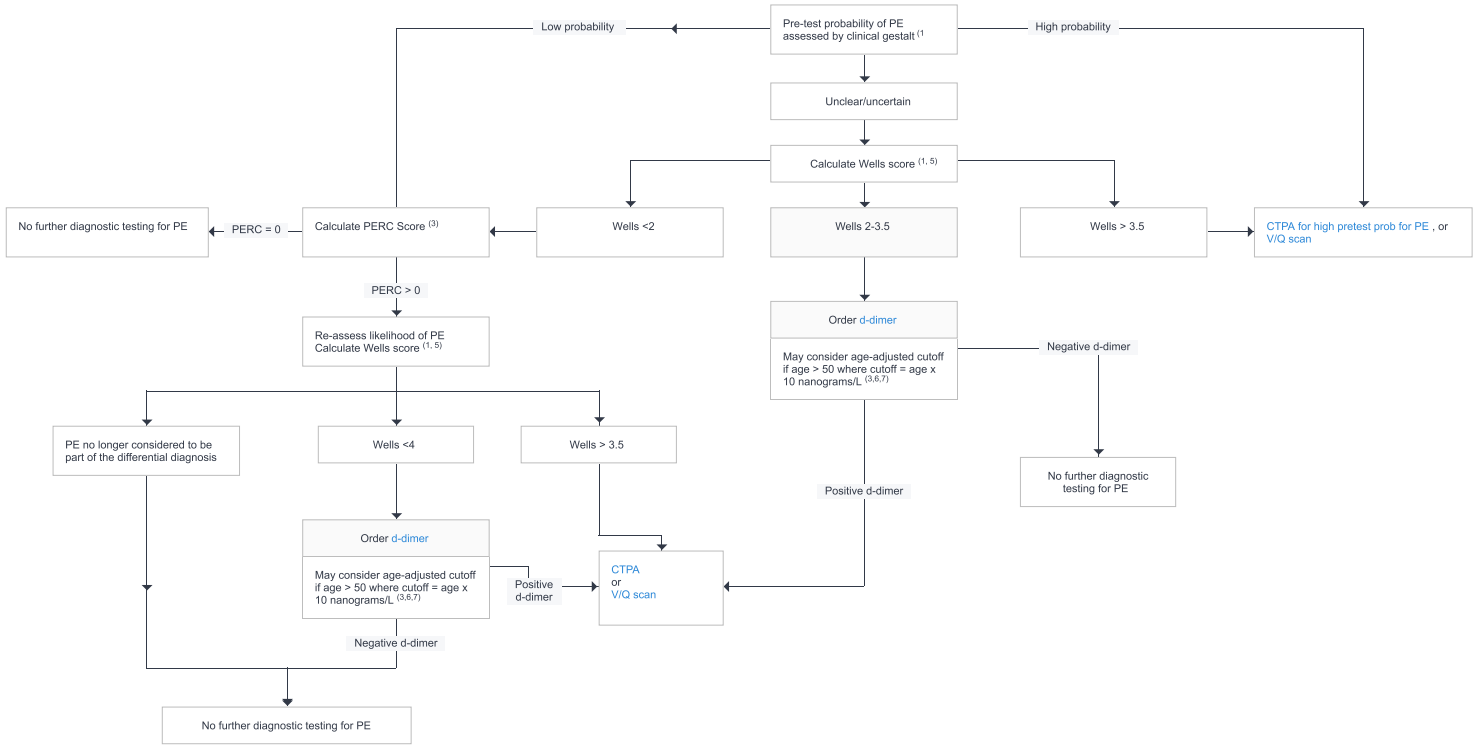 Pre-test probability of PE
assessed by clinical gestalt (1
Low probability
High probability
Unclear/uncertain
Calculate Wells score (1, 5)
No further diagnostic testing for PE
PERC = 0
Calculate PERC Score (3)
Wells <2
Wells 2-3.5
Wells > 3.5
CTPA for high pretest prob for PE , or
V/Q scan
PERC > 0
Re-assess likelihood of PE
Calculate Wells score (1, 5)
Order d-dimer
May consider age-adjusted cutoff
if age > 50 where cutoff = age x
10 nanograms/L (3,6,7)
Negative d-dimer
PE no longer considered to be
part of the differential diagnosis
Wells <4
Wells > 3.5
No further diagnostic
testing for PE
Positive d-dimer
Order d-dimer
May consider age-adjusted cutoff
if age > 50 where cutoff = age x
10 nanograms/L (3,6,7)
Positive
d-dimer
CTPA
or
V/Q scan
Negative d-dimer
No further diagnostic testing for PE